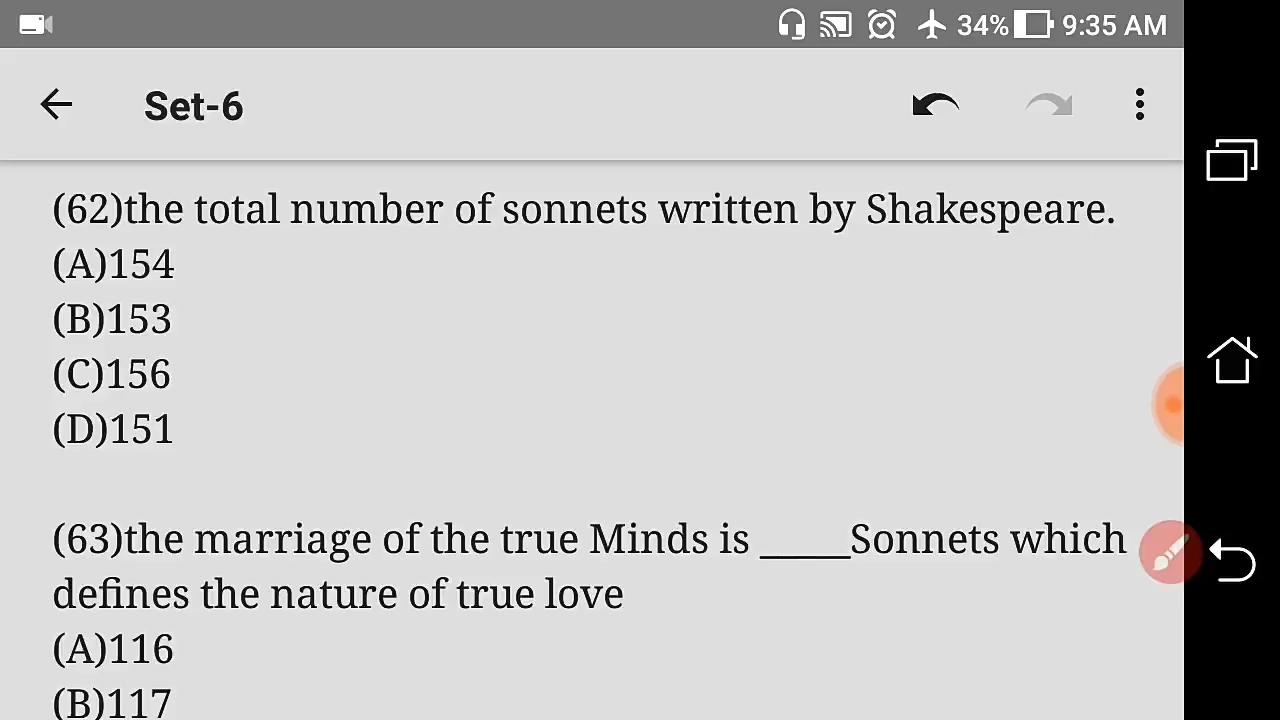 34% 9:35 AM
Set-6
(62)the total number of sonnets written by Shakespeare.
(A)154
(B)153
(C)156
(D)151
(63)the marriage of the true Minds is _____Sonnets which
defines the nature of true love
(A)116
(B)117